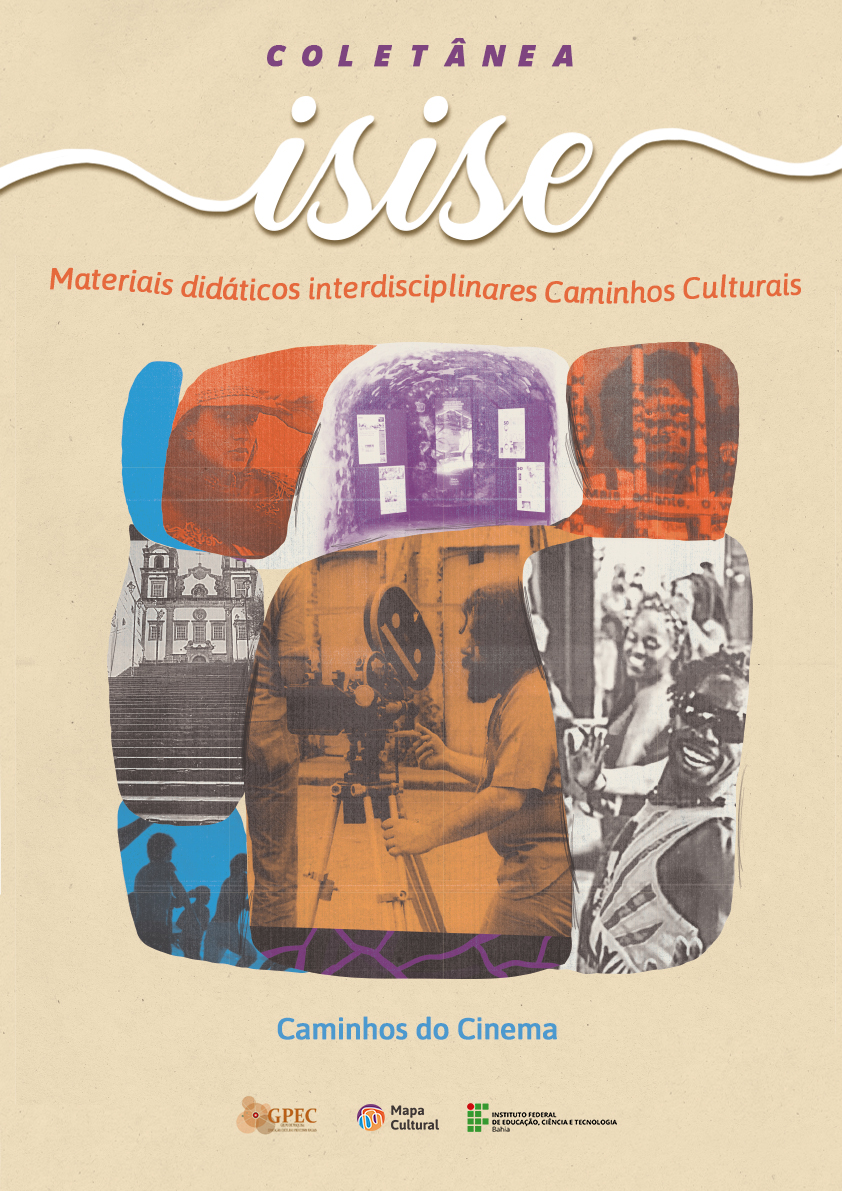 COLETÂNEA
isise
Materiais didáticos interdisciplinares Caminhos Culturais
Caminhos do Cinema
GPEC
Mapa
Cultural
INSTITUTO FEDERAL
DE EDUCAÇÃO, CIÊNCIA E TECNOLOGIA
Bahia